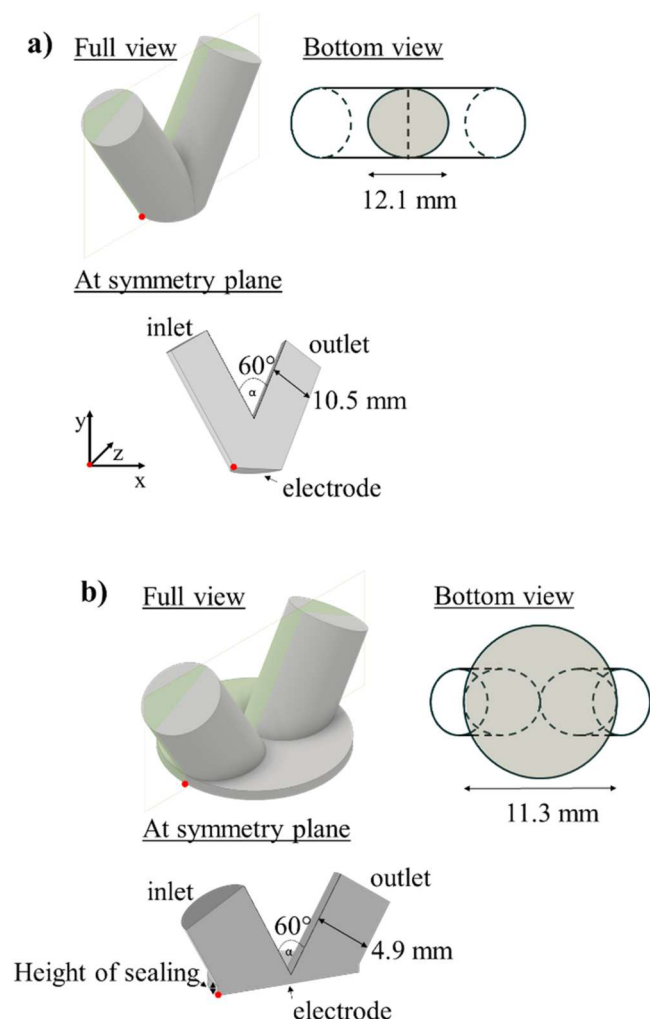 a) Full view Bottom view
12.1 mm
At symmetry plane
inlet
outlet
60°
α
10.5 mm
y
z
x
electrode
b) Full view Bottom view
11.3 mm
At symmetry plane
inlet
outlet
60°
α
4.9 mm
Height of sealing
electrode